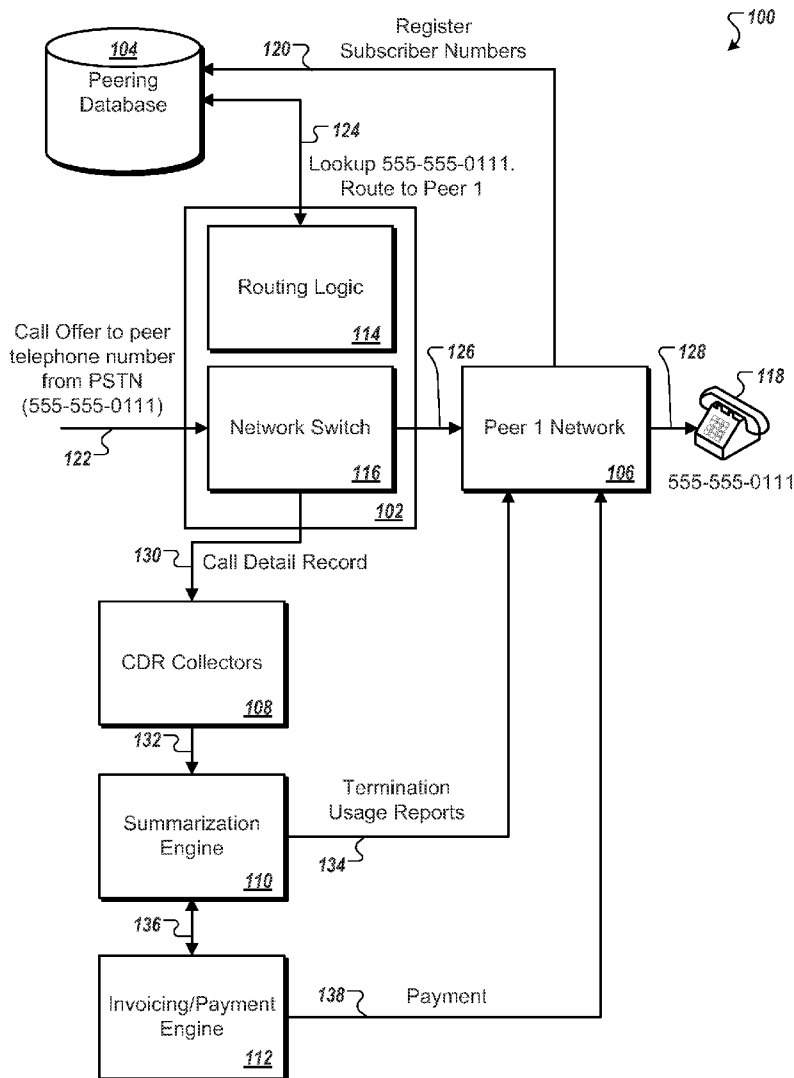 100
104
Peering
Database
120
Register
Subscriber Numbers
124
Lookup 555-555-0111.
Route to Peer 1
Routing Logic
114
Call Offer to peer
telephone number
from PSTN
(555-555-0111)
122
Network Switch
116
102
126
Peer 1 Network
106
128
118
555-555-0111
130
Call Detail Record
CDR Collectors
108
132
Summarization
Engine
110
Termination
Usage Reports
134
136
Invoicing/Payment
Engine
112
138
Payment